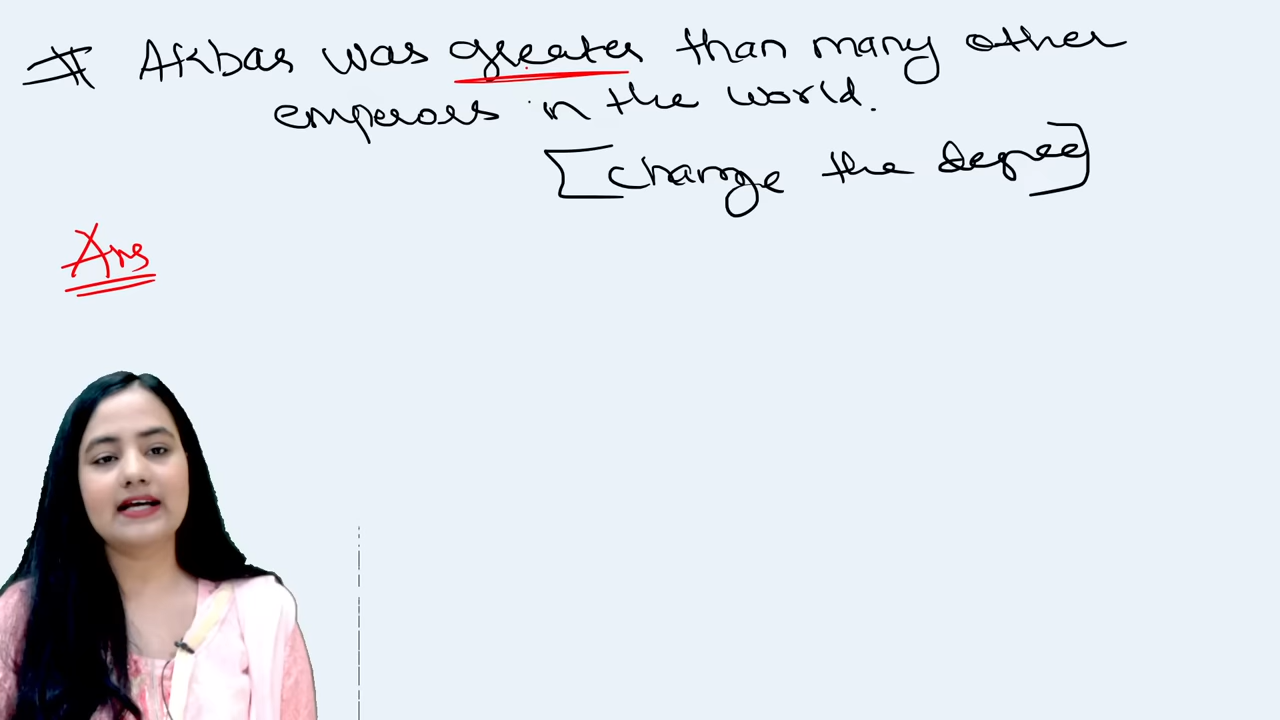 # Akbar was greater than many other
emperors in the world.
[change the degree]
Ans